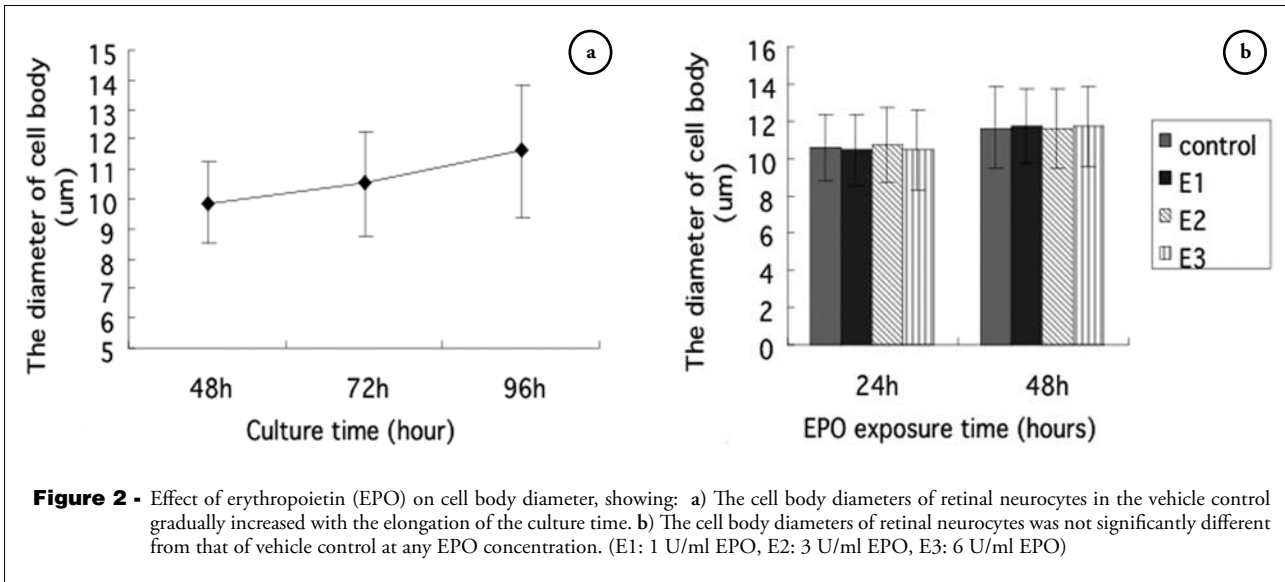 a
The diameter of cell body
(um)
15
14
13
12
11
10
9
8
7
6
5
48h 72h 96h
Culture time (hour)
b
The diameter of cell body
(um)
16
14
12
10
8
6
4
2
0
24h 48h
EPO exposure time (hours)
control
E1
E2
E3
Figure 2 - Effect of erythropoietin (EPO) on cell body diameter, showing: a) The cell body diameters of retinal neurocytes in the vehicle control
gradually increased with the elongation of the culture time. b) The cell body diameters of retinal neurocytes was not significantly different
from that of vehicle control at any EPO concentration. (E1: 1 U/ml EPO, E2: 3 U/ml EPO, E3: 6 U/ml EPO)